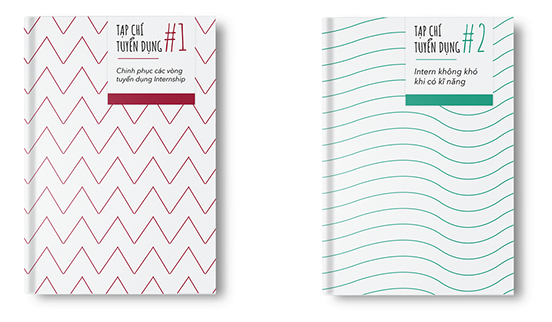 TẠP CHÍ
TUYỂN DỤNG #1
Chinh phục các vòng
tuyển dụng Internship
TẠP CHÍ
TUYỂN DỤNG #2
Intern không khó
khi có kĩ năng